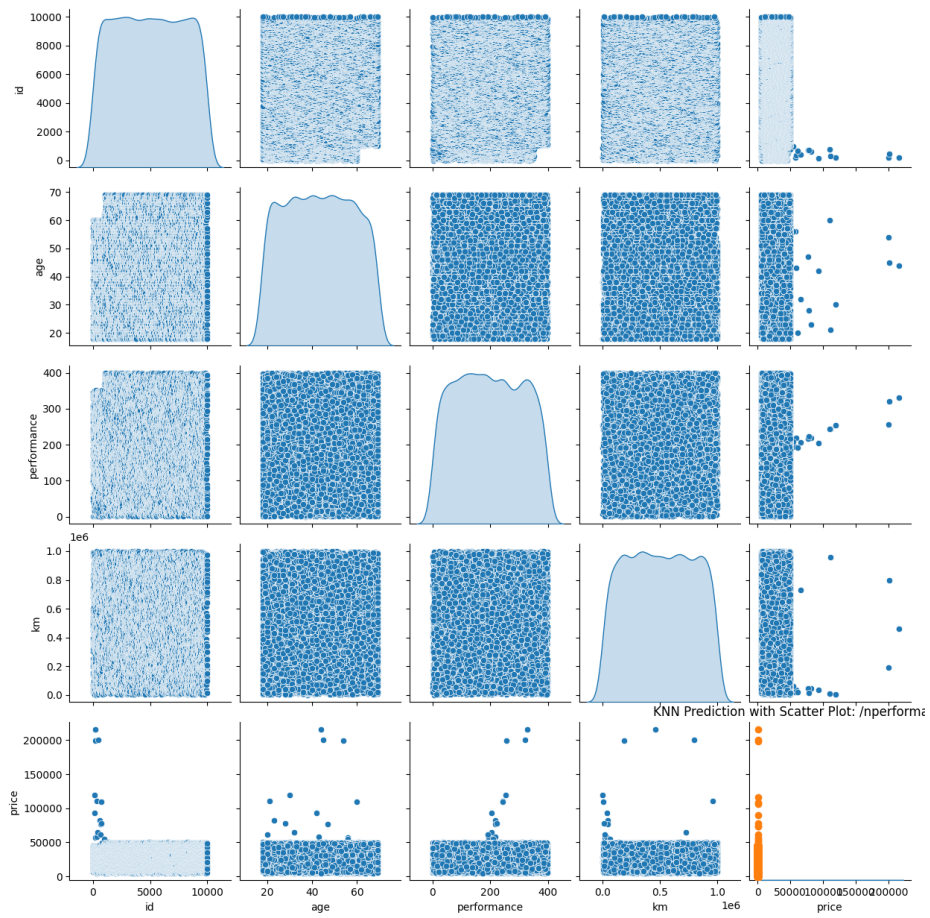 10000
8000
6000
4000
2000
0
id
70
60
50
40
30
20
age
400
300
200
100
0
performance
1e6
1.0
0.8
0.6
0.4
0.2
0.0
km
KNN Prediction with Scatter Plot: /nperforma
200000
150000
100000
50000
0
price
0 5000 10000
id
20 40 60
age
0 200 400
performance
0.0 0.5 1.0
1e6
km
0 50000 100000 150000 200000
price